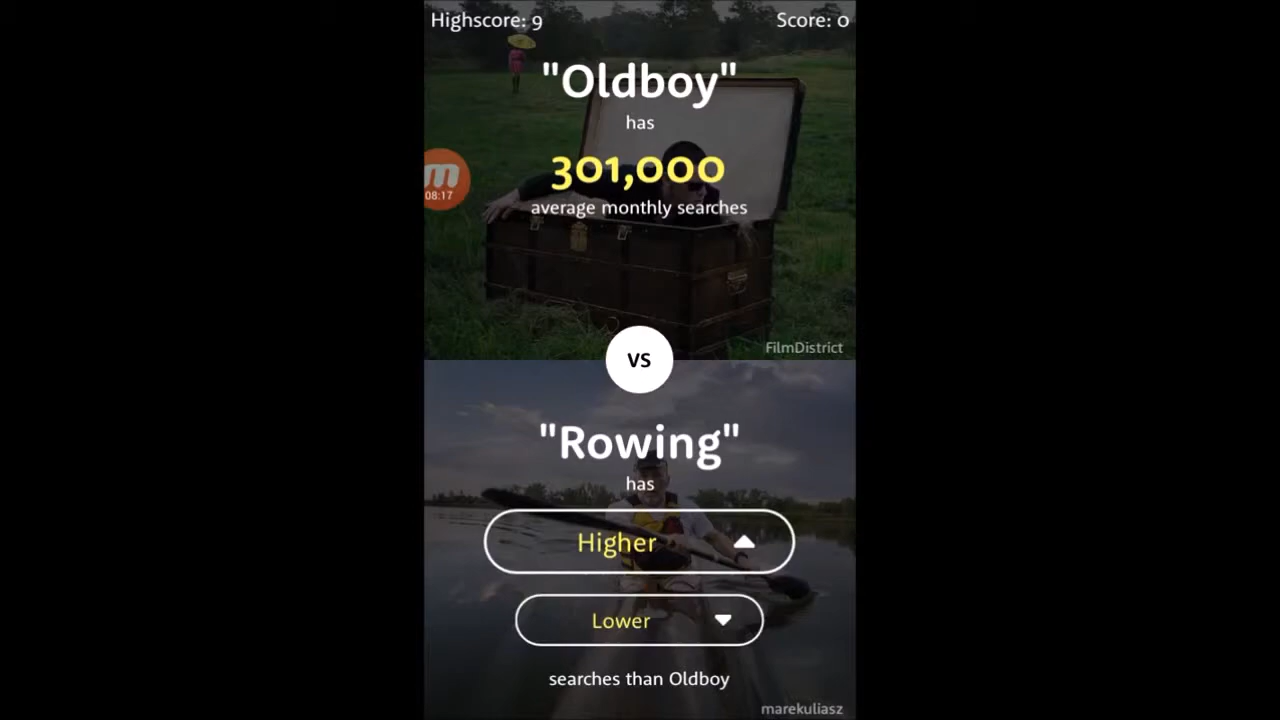 Highscore: 9
Score: 0
"Oldboy"
has
301,000
average monthly searches
m
08:17
FilmDistrict
VS
"Rowing"
has
Higher
Lower
searches than Oldboy
marekuliasz